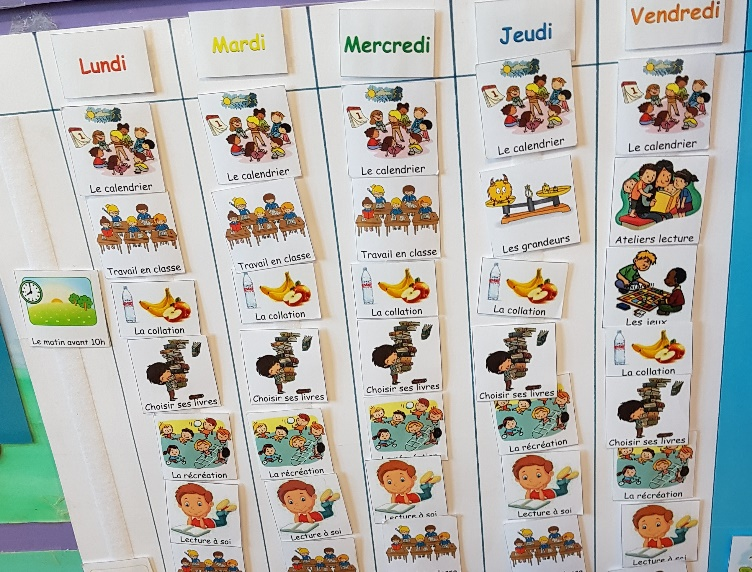 Lundi
Mardi
Mercredi
Jeudi
Vendredi
Le calendrier
Le calendrier
Le calendrier
Le calendrier
Le calendrier
Travail en classe
Travail en classe
Travail en classe
Les grandeurs
Ateliers lecture
Le matin avant 10h
La collation
La collation
La collation
La collation
Les jeux
La collation
Choisir ses livres
Choisir ses livres
Choisir ses livres
Choisir ses livres
Choisir ses livres
La récréation
La récréation
La récréation
La récréation
Lecture à soi
Lecture à soi
Lecture à soi
Lecture à soi
Lecture à soi